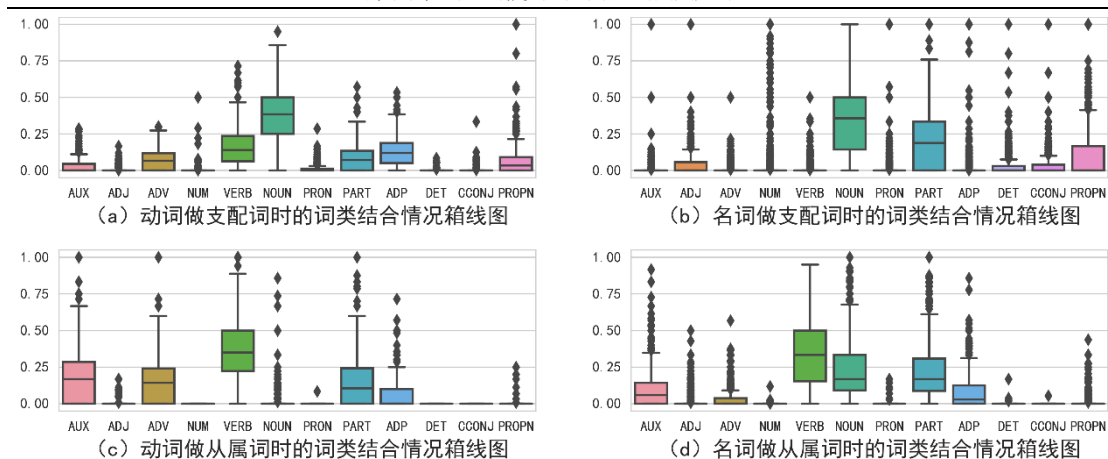 1.00 0.75 0.50 0.25 0.00
AUX ADJ ADV NUM VERB NOUN PRON PART ADP DET CCONJ PROPN
（a）动词做支配词时的词类结合情况箱线图
1.00 0.75 0.50 0.25 0.00
AUX ADJ ADV NUM VERB NOUN PRON PART ADP DET CCONJ PROPN
（b）名词做支配词时的词类结合情况箱线图
1.00 0.75 0.50 0.25 0.00
AUX ADJ ADV NUM VERB NOUN PRON PART ADP DET CCONJ PROPN
（c）动词做从属词时的词类结合情况箱线图
1.00 0.75 0.50 0.25 0.00
AUX ADJ ADV NUM VERB NOUN PRON PART ADP DET CCONJ PROPN
（d）名词做从属词时的词类结合情况箱线图